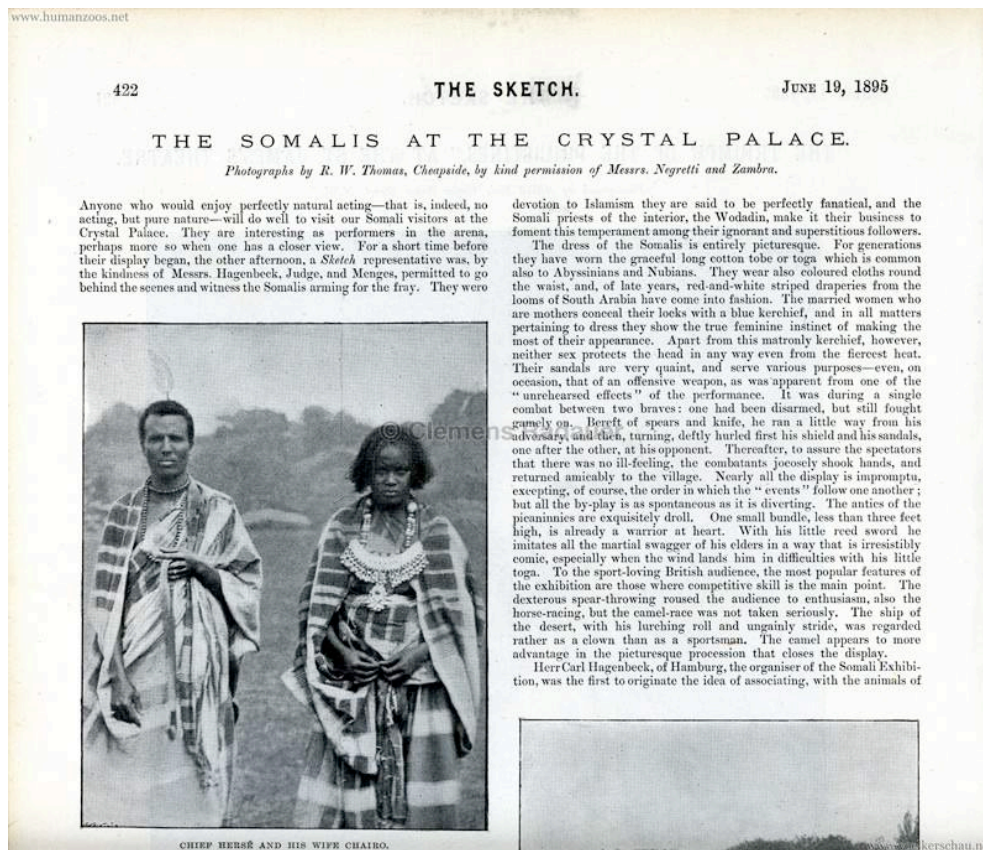 www.humanzoos.net
422
THE SKETCH.
JUNE 19, 1895
THE SOMALIS AT THE CRYSTAL PALACE.
Photographs by R. W. Thomas, Cheapside, by kind permission of Messrs. Negretti and Zambra.
Anyone who would enjoy perfectly natural acting—that is, indeed, no
acting, but pure nature—will do well to visit our Somali visitors at the
Crystal Palace. They are interesting as performers in the arena,
perhaps more so when one has a closer view. For a short time before
their display began, the other afternoon, a Sketch representative was, by
the kindness of Messrs. Hagenbeck, Judge, and Menges, permitted to go
behind the scenes and witness the Somalis arming for the fray. They were
CHIEF HERSÉ AND HIS WIFE CHAIRO.
devotion to Islamism they are said to be perfectly fanatical, and the
Somali priests of the interior, the Wodadin, make it their business to
foment this temperament among their ignorant and superstitious followers.
The dress of the Somalis is entirely picturesque. For generations
they have worn the graceful long cotton tobe or toga which is common
also to Abyssinians and Nubians. They wear also coloured cloths round
the waist, and, of late years, red-and-white striped draperies from the
looms of South Arabia have come into fashion. The married women who
are mothers conceal their locks with a blue kerchief, and in all matters
pertaining to dress they show the true feminine instinct of making the
most of their appearance. Apart from this matronly kerchief, however,
neither sex protects the head in any way even from the fiercest heat.
Their sandals are very quaint, and serve various purposes—even, on
occasion, that of an offensive weapon, as was apparent from one of the
"unrehearsed effects" of the performance. It was during a single
combat between two braves: one had been disarmed, but still fought
gamely on. Bereft of spears and knife, he ran a little way from his
adversary, and then, turning, deftly hurled first his shield and his sandals,
one after the other, at his opponent. Thereafter, to assure the spectators
that there was no ill-feeling, the combatants jocosely shook hands, and
returned amicably to the village. Nearly all the display is impromptu,
excepting, of course, the order in which the "events" follow one another;
but all the by-play is as spontaneous as it is diverting. The antics of the
picaninnies are exquisitely droll. One small bundle, less than three feet
high, is already a warrior at heart. With his little reed sword he
imitates all the martial swagger of his elders in a way that is irresistibly
comic, especially when the wind lands him in difficulties with his little
toga. To the sport-loving British audience, the most popular features of
the exhibition are those where competitive skill is the main point. The
dexterous spear-throwing roused the audience to enthusiasm, also the
horse-racing, but the camel-race was not taken seriously. The ship of
the desert, with his lurching roll and ungainly stride, was regarded
rather as a clown than as a sportsman. The camel appears to more
advantage in the picturesque procession that closes the display.
Herr Carl Hagenbeck, of Hamburg, the organiser of the Somali Exhibi-
tion, was the first to originate the idea of associating, with the animals of
© Clemens